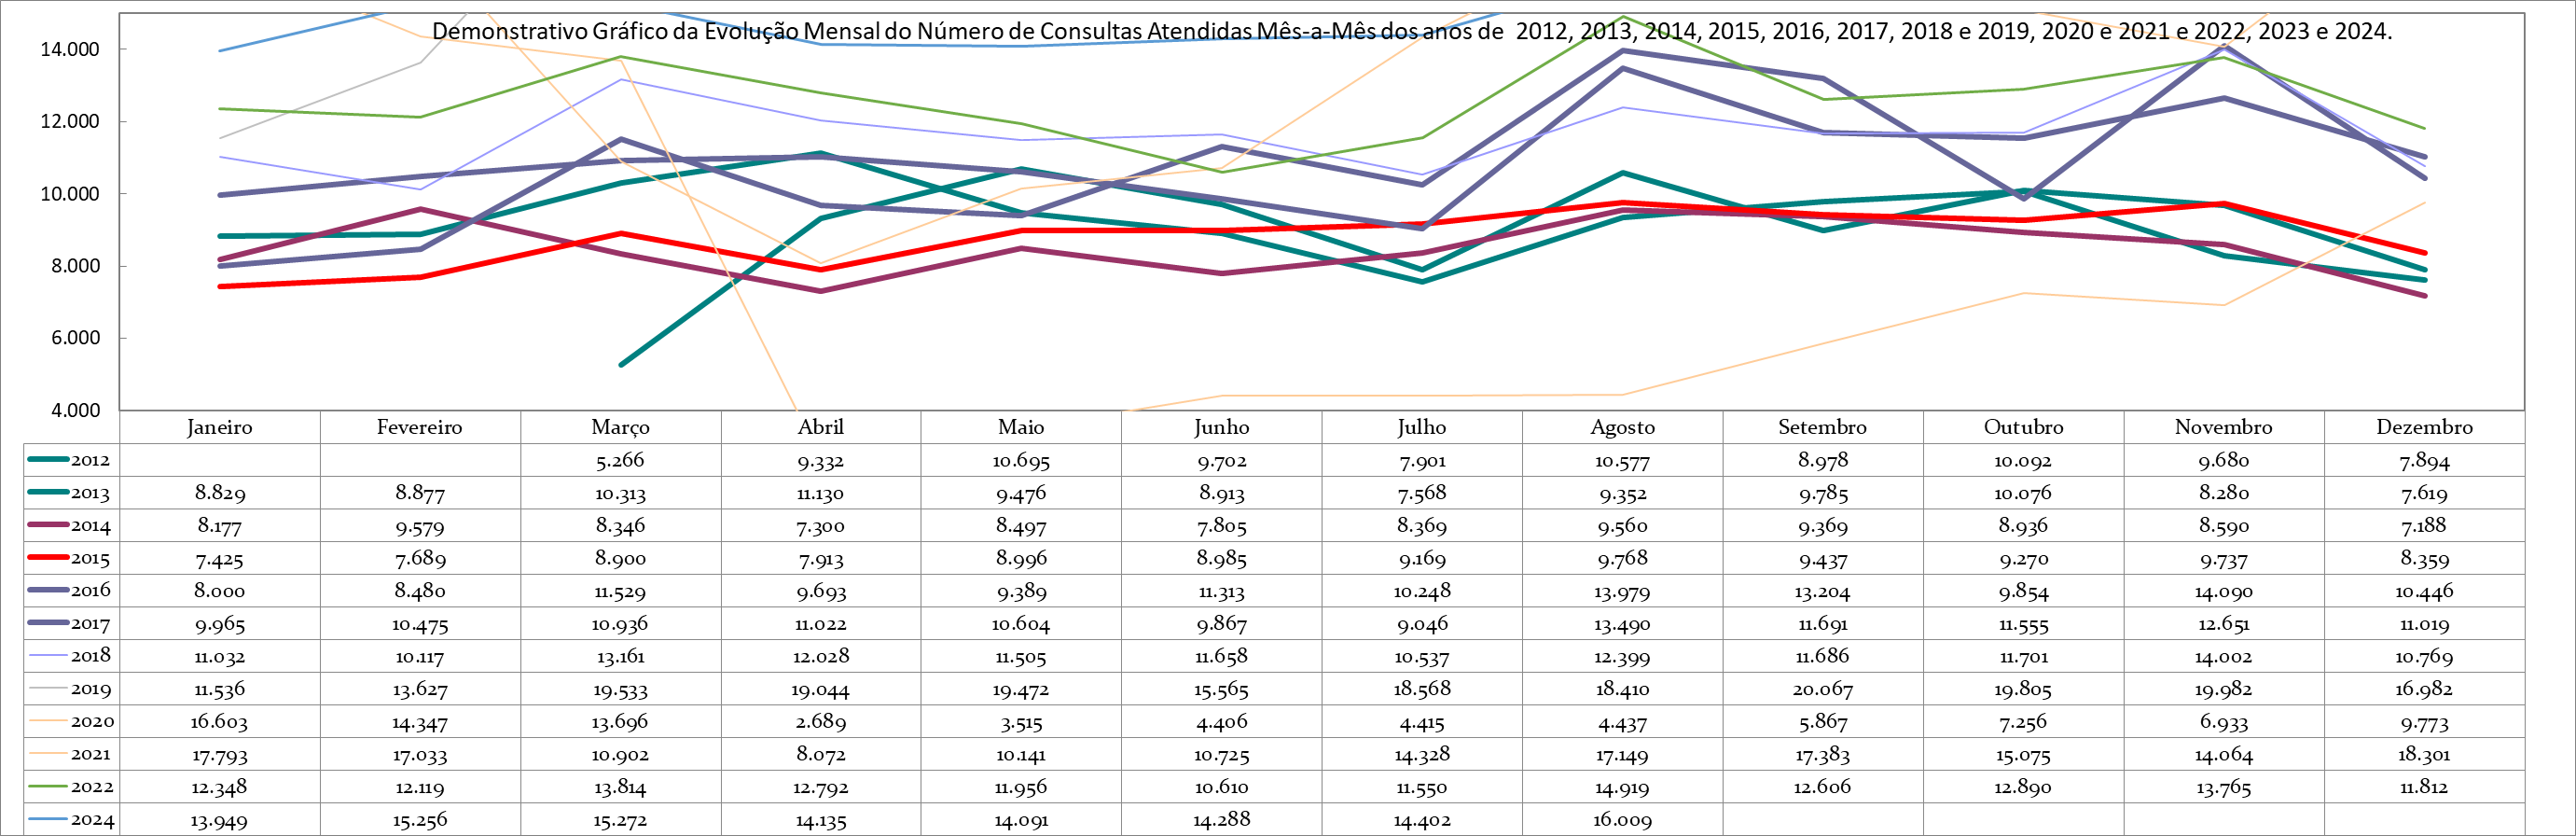 Demonstrativo Gráfico da Evolução Mensal do Número de Consultas Atendidas Mês-a-Mês dos anos de 2012, 2013, 2014, 2015, 2016, 2017, 2018 e 2019, 2020 e 2021 e 2022, 2023 e 2024.
14.000
12.000
10.000
8.000
6.000
4.000
Janeiro Fevereiro Março Abril Maio Junho Julho Agosto Setembro Outubro Novembro Dezembro
2012 5.266 9.332 10.695 9.702 7.901 10.577 8.978 10.092 9.680 7.894
2013 8.829 8.877 10.313 11.130 9.476 8.913 7.568 9.352 9.785 10.076 8.280 7.619
2014 8.177 9.579 8.346 7.300 8.497 7.805 8.369 9.560 9.369 8.936 8.590 7.188
2015 7.425 7.689 8.900 7.913 8.996 8.985 9.169 9.768 9.437 9.270 9.737 8.359
2016 8.000 8.480 11.529 9.693 9.389 11.313 10.248 13.979 13.204 9.854 14.090 10.446
2017 9.965 10.475 10.936 11.022 10.604 9.867 9.046 13.490 11.691 11.555 12.651 11.019
2018 11.032 10.117 13.161 12.028 11.505 11.658 10.537 12.399 11.686 11.701 14.002 10.769
2019 11.536 13.627 19.533 19.044 19.472 15.565 18.568 18.410 20.067 19.805 19.982 16.982
2020 16.603 14.347 13.696 2.689 3.515 4.406 4.415 4.437 5.867 7.256 6.933 9.773
2021 17.793 17.033 10.902 8.072 10.141 10.725 14.328 17.149 17.383 15.075 14.064 18.301
2022 12.348 12.119 13.814 12.792 11.956 10.610 11.550 14.919 12.606 12.890 13.765 11.812
2024 13.949 15.256 15.272 14.135 14.091 14.288 14.402 16.009